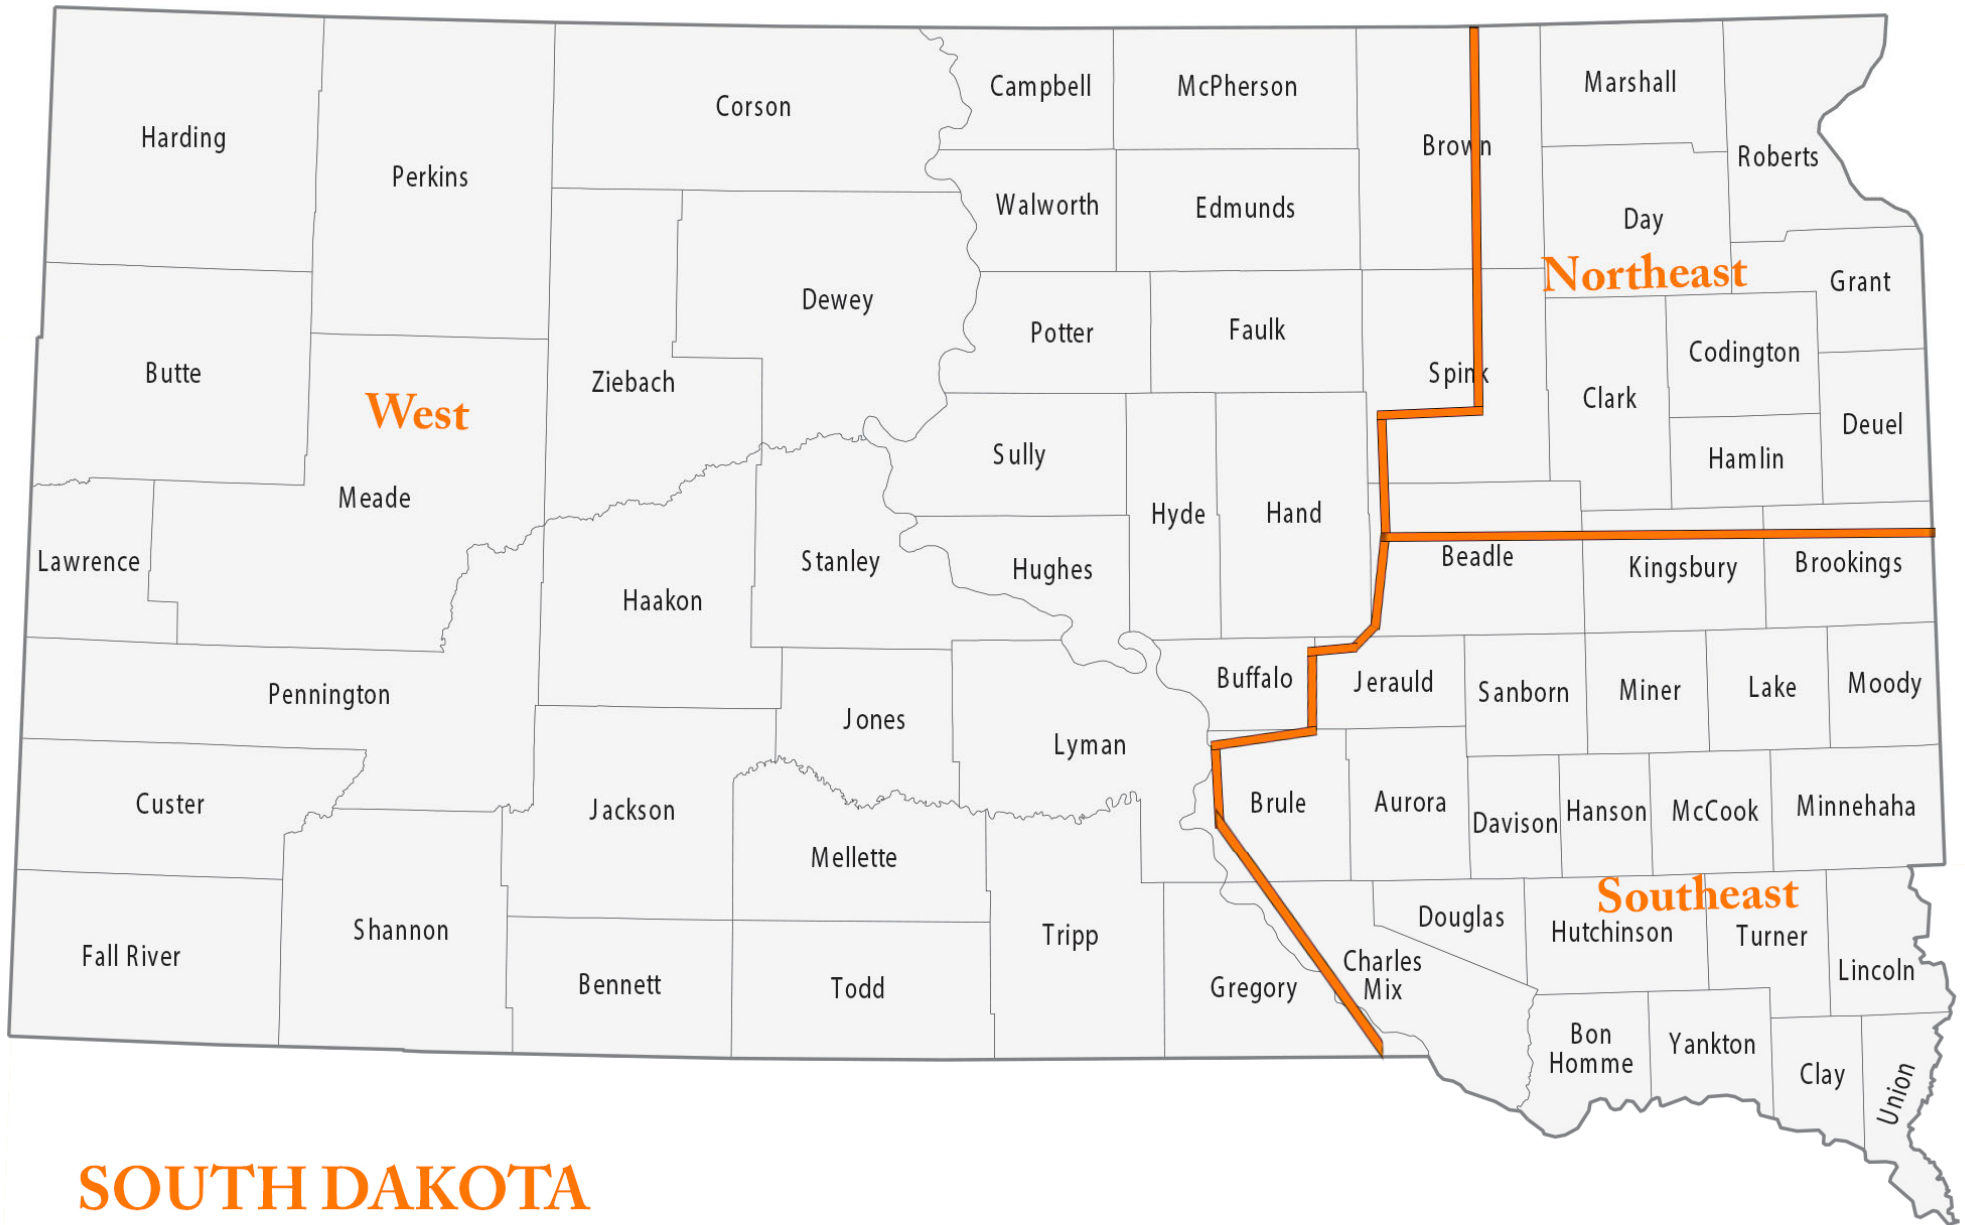 Campbell
McPherson
Marshall
Corson
Harding
Brown
Roberts
Perkins
Walworth
Edmunds
Day
Northeast
Grant
Dewey
Potter
Faulk
Codington
Butte
Ziebach
Spink
Clark
West
Deuel
Sully
Hamlin
Meade
Hyde
Hand
Lawrence
Stanley
Hughes
Beadle
Kingsbury
Brookings
Haakon
Pennington
Buffalo
Jerauld
Sanborn
Miner
Lake
Moody
Jones
Lyman
Custer
Jackson
Brule
Aurora
Davison
Hanson
McCook
Minnehaha
Mellette
Southeast
Shannon
Tripp
Douglas
Hutchinson
Turner
Fall River
Charles
Mix
Lincoln
Bennett
Todd
Gregory
Bon
Homme
Yankton
Clay
Union
SOUTH DAKOTA